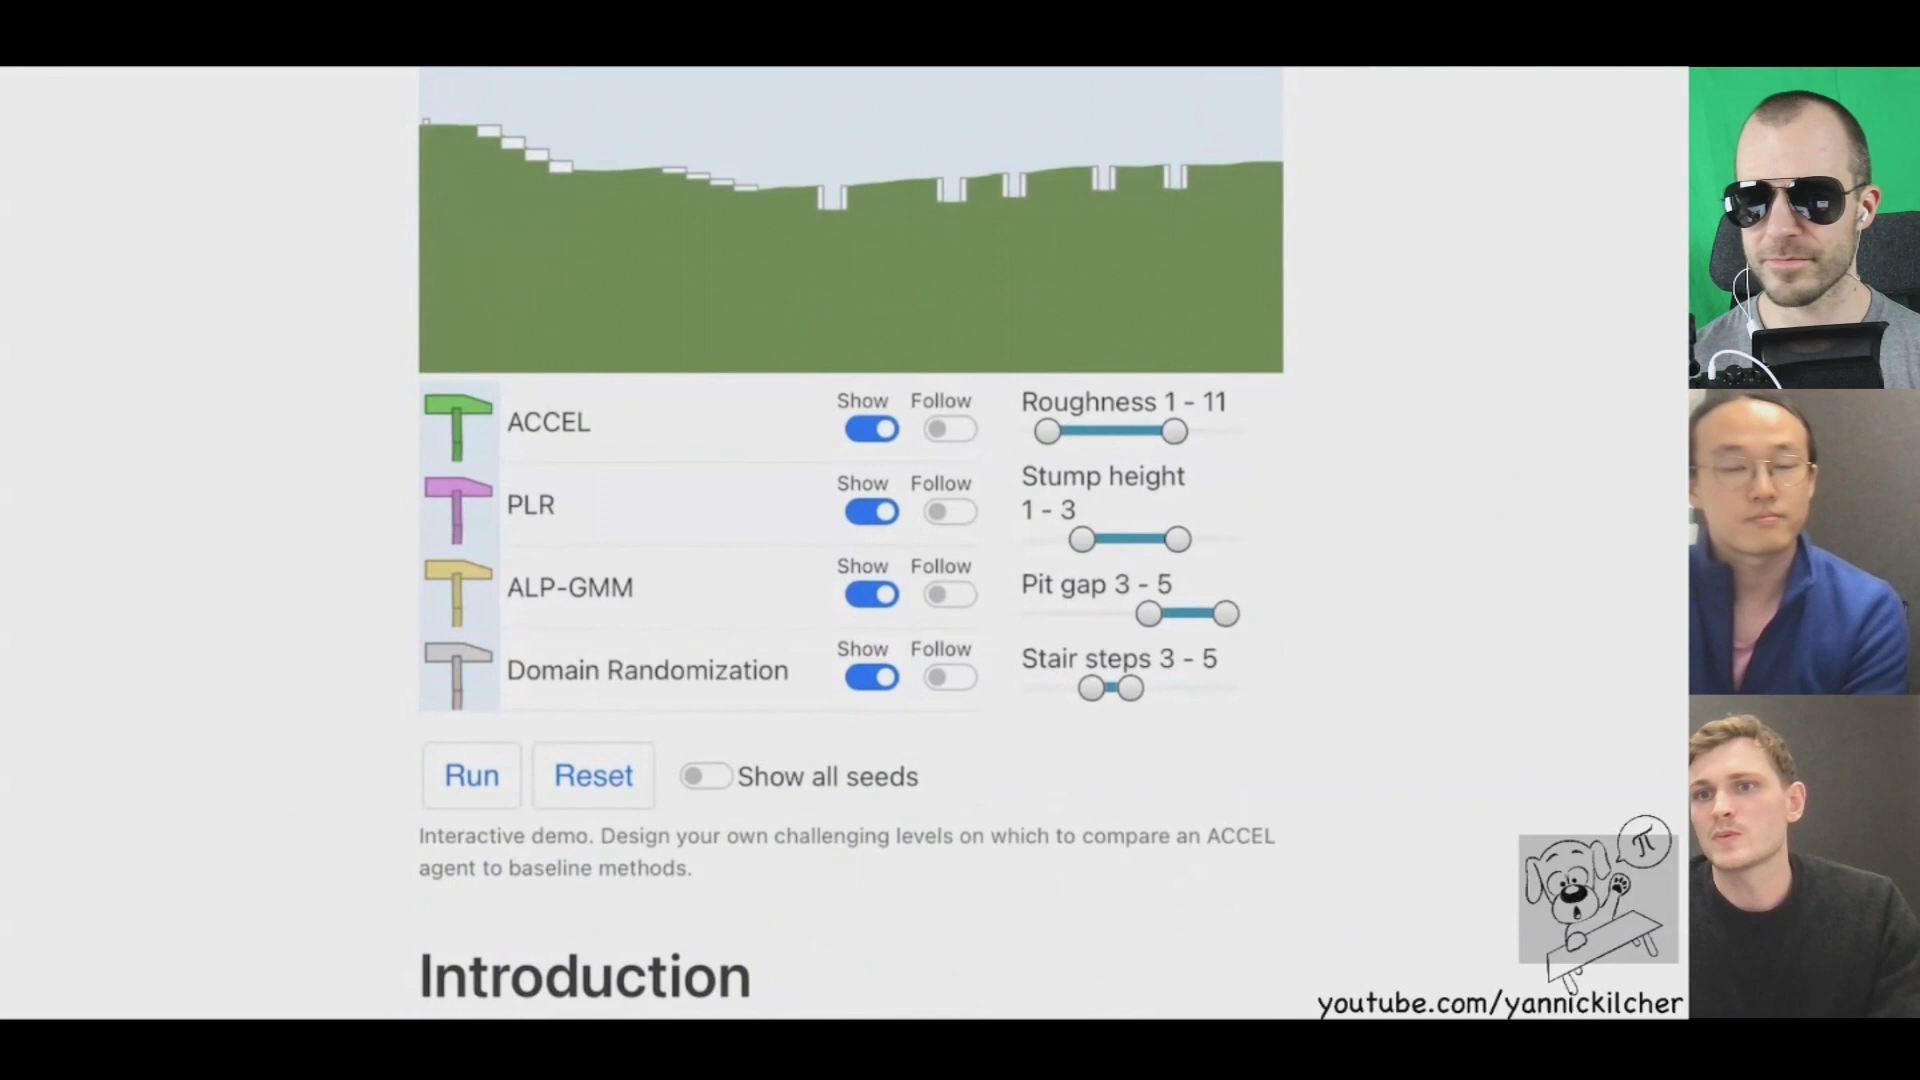 ACCEL
Show Follow
PLR
Show Follow
ALP-GMM
Show Follow
Domain Randomization
Show Follow
Roughness 1 - 11
Stump height
1 - 3
Pit gap 3 - 5
Stair steps 3 - 5
Run Reset Show all seeds
Interactive demo. Design your own challenging levels on which to compare an ACCEL
agent to baseline methods.
Introduction
π
youtube.com/yannickilcher